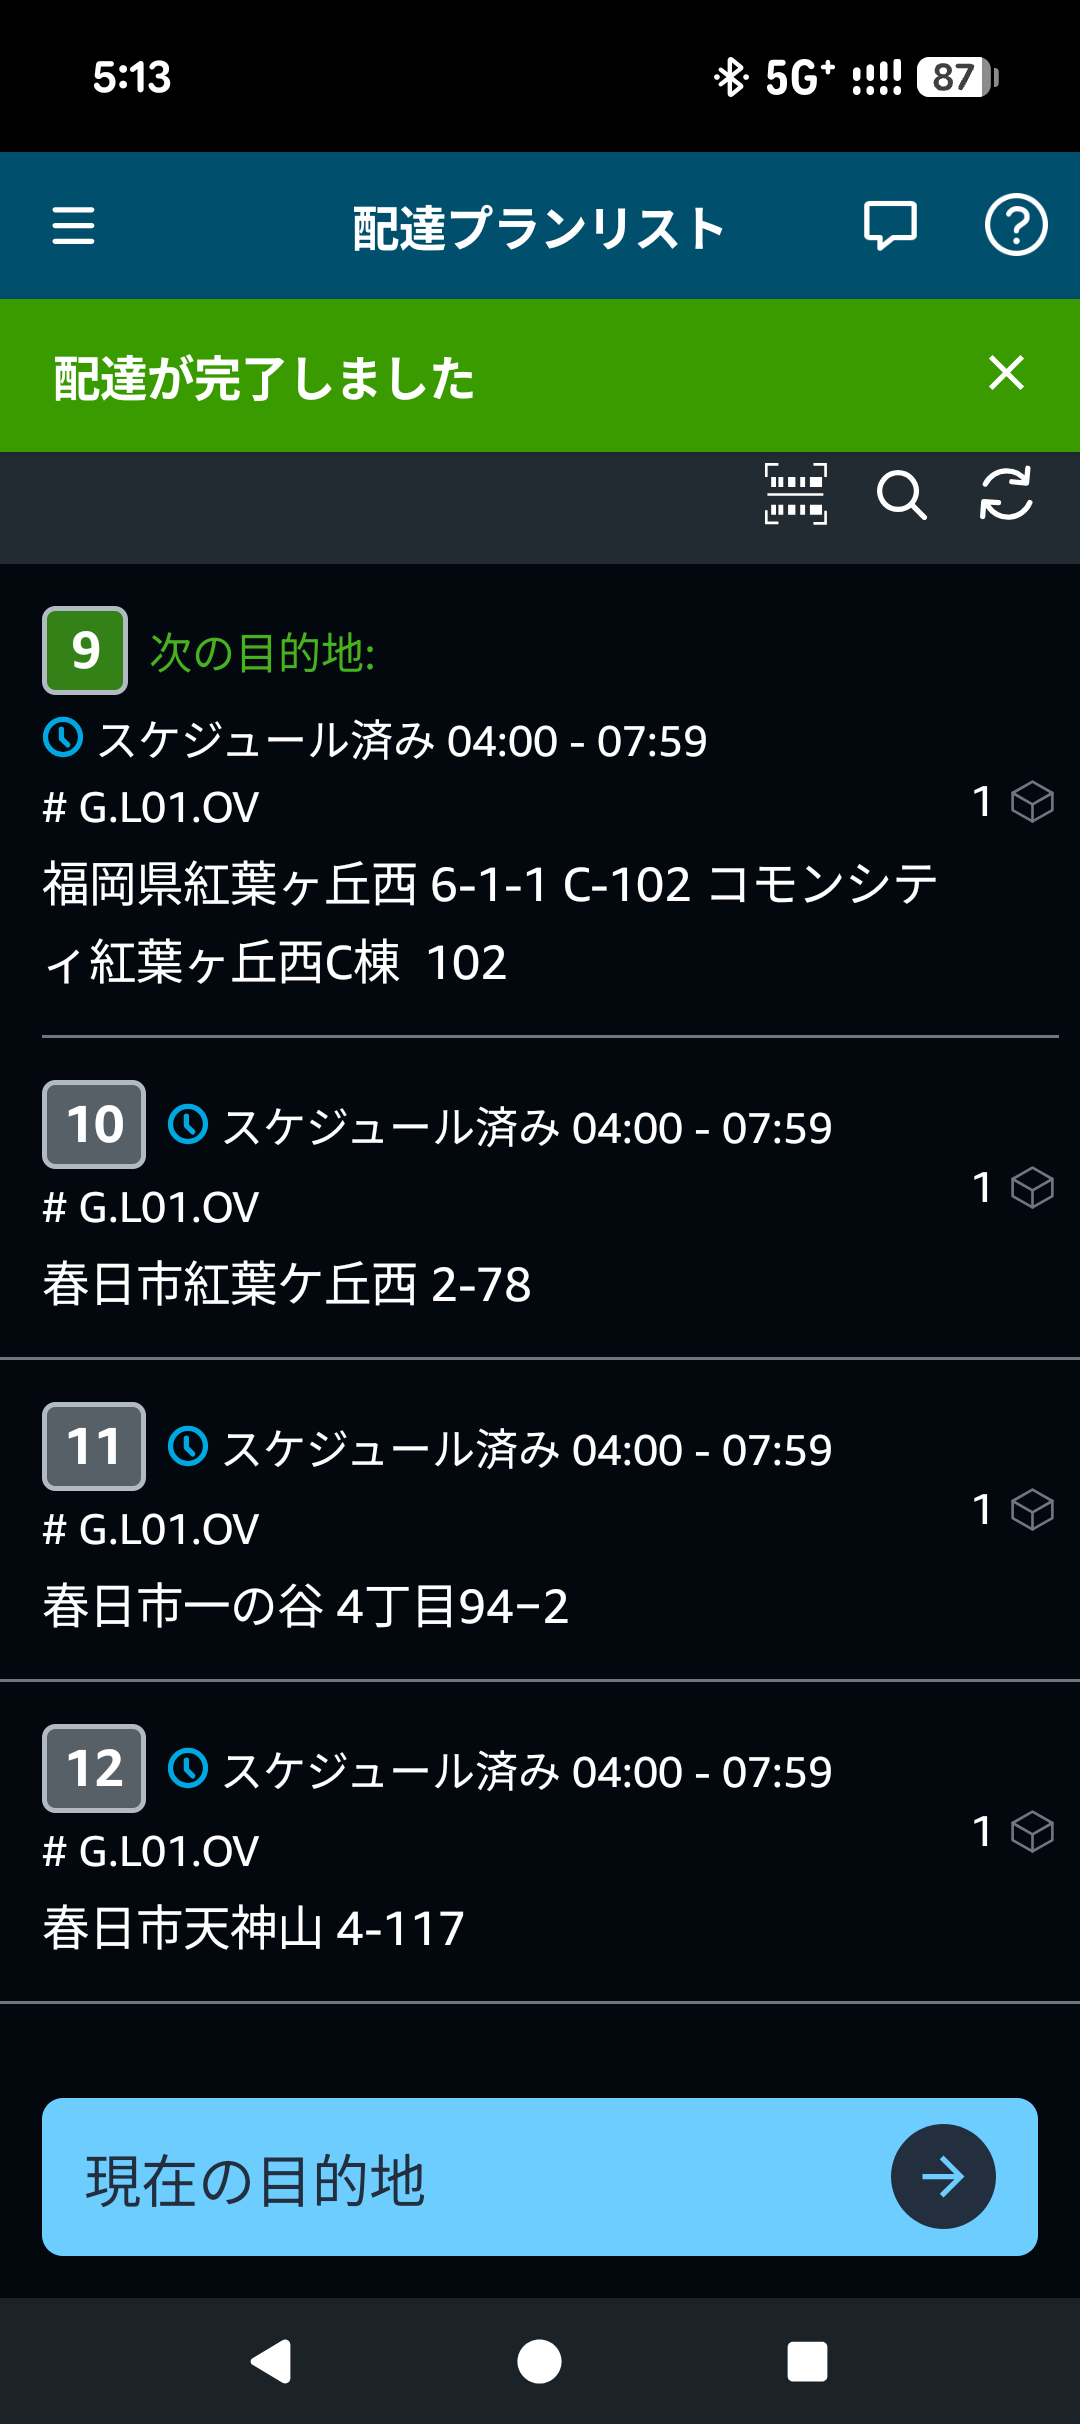 5:13
5G+ 87
配達プランリスト
配達が完了しました
9 次の目的地:
スケジュール済み 04:00 - 07:59
# G.L01.OV
1
福岡県紅葉ヶ丘西 6-1-1 C-102 コモンシテ
ィ紅葉ヶ丘西C棟 102
10 スケジュール済み 04:00 - 07:59
# G.L01.OV
1
春日市紅葉ケ丘西 2-78
11 スケジュール済み 04:00 - 07:59
# G.L01.OV
1
春日市一の谷 4丁目94−2
12 スケジュール済み 04:00 - 07:59
# G.L01.OV
1
春日市天神山 4-117
現在の目的地